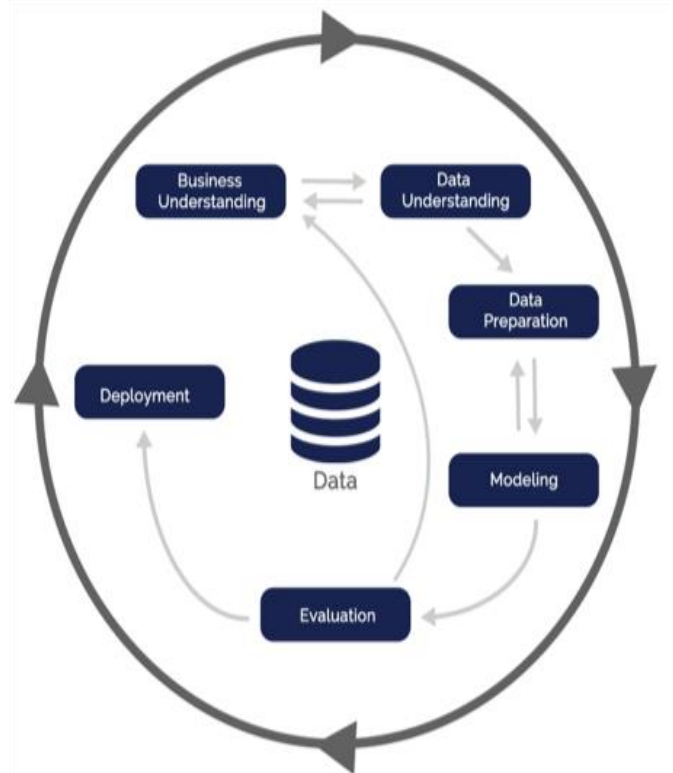 Business
Understanding
Data
Understanding
Data
Preparation
Deployment
Data
Modeling
Evaluation